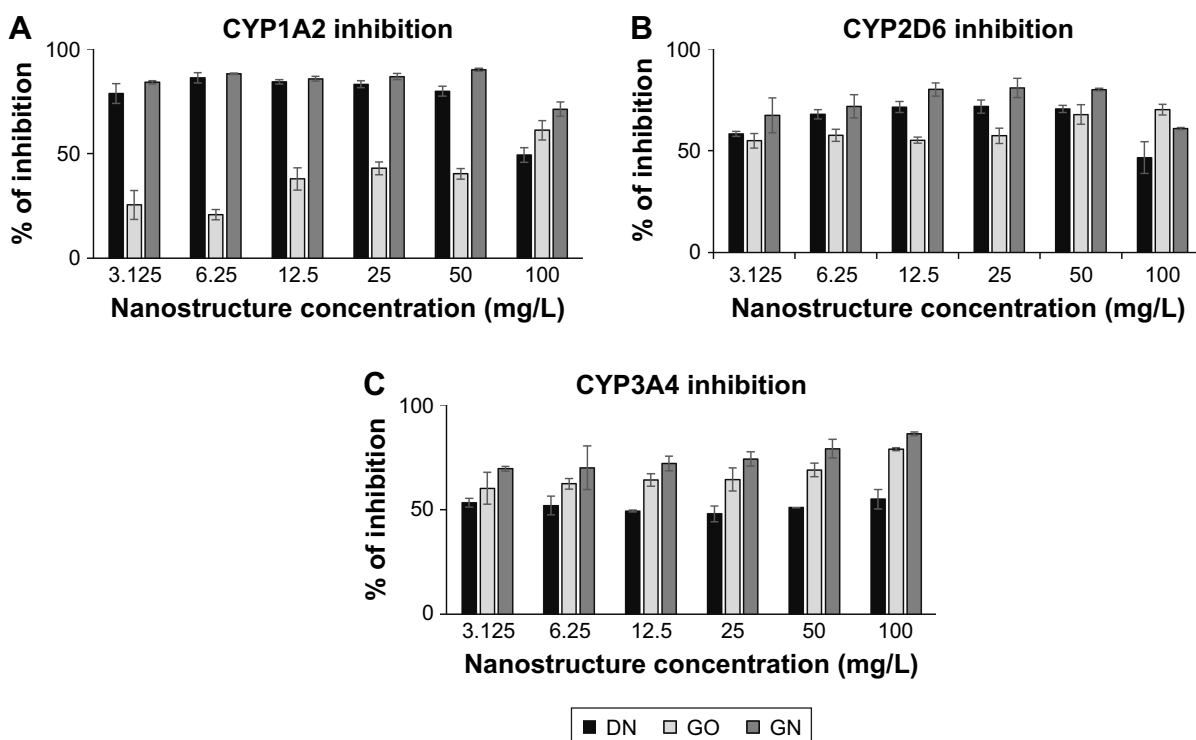 A
CYP1A2 inhibition
100
50
0
% of inhibition
3.125 6.25 12.5 25 50 100
Nanostructure concentration (mg/L)
B
CYP2D6 inhibition
100
50
0
% of inhibition
3.125 6.25 12.5 25 50 100
Nanostructure concentration (mg/L)
C
CYP3A4 inhibition
100
50
0
% of inhibition
3.125 6.25 12.5 25 50 100
Nanostructure concentration (mg/L)
DN GO GN